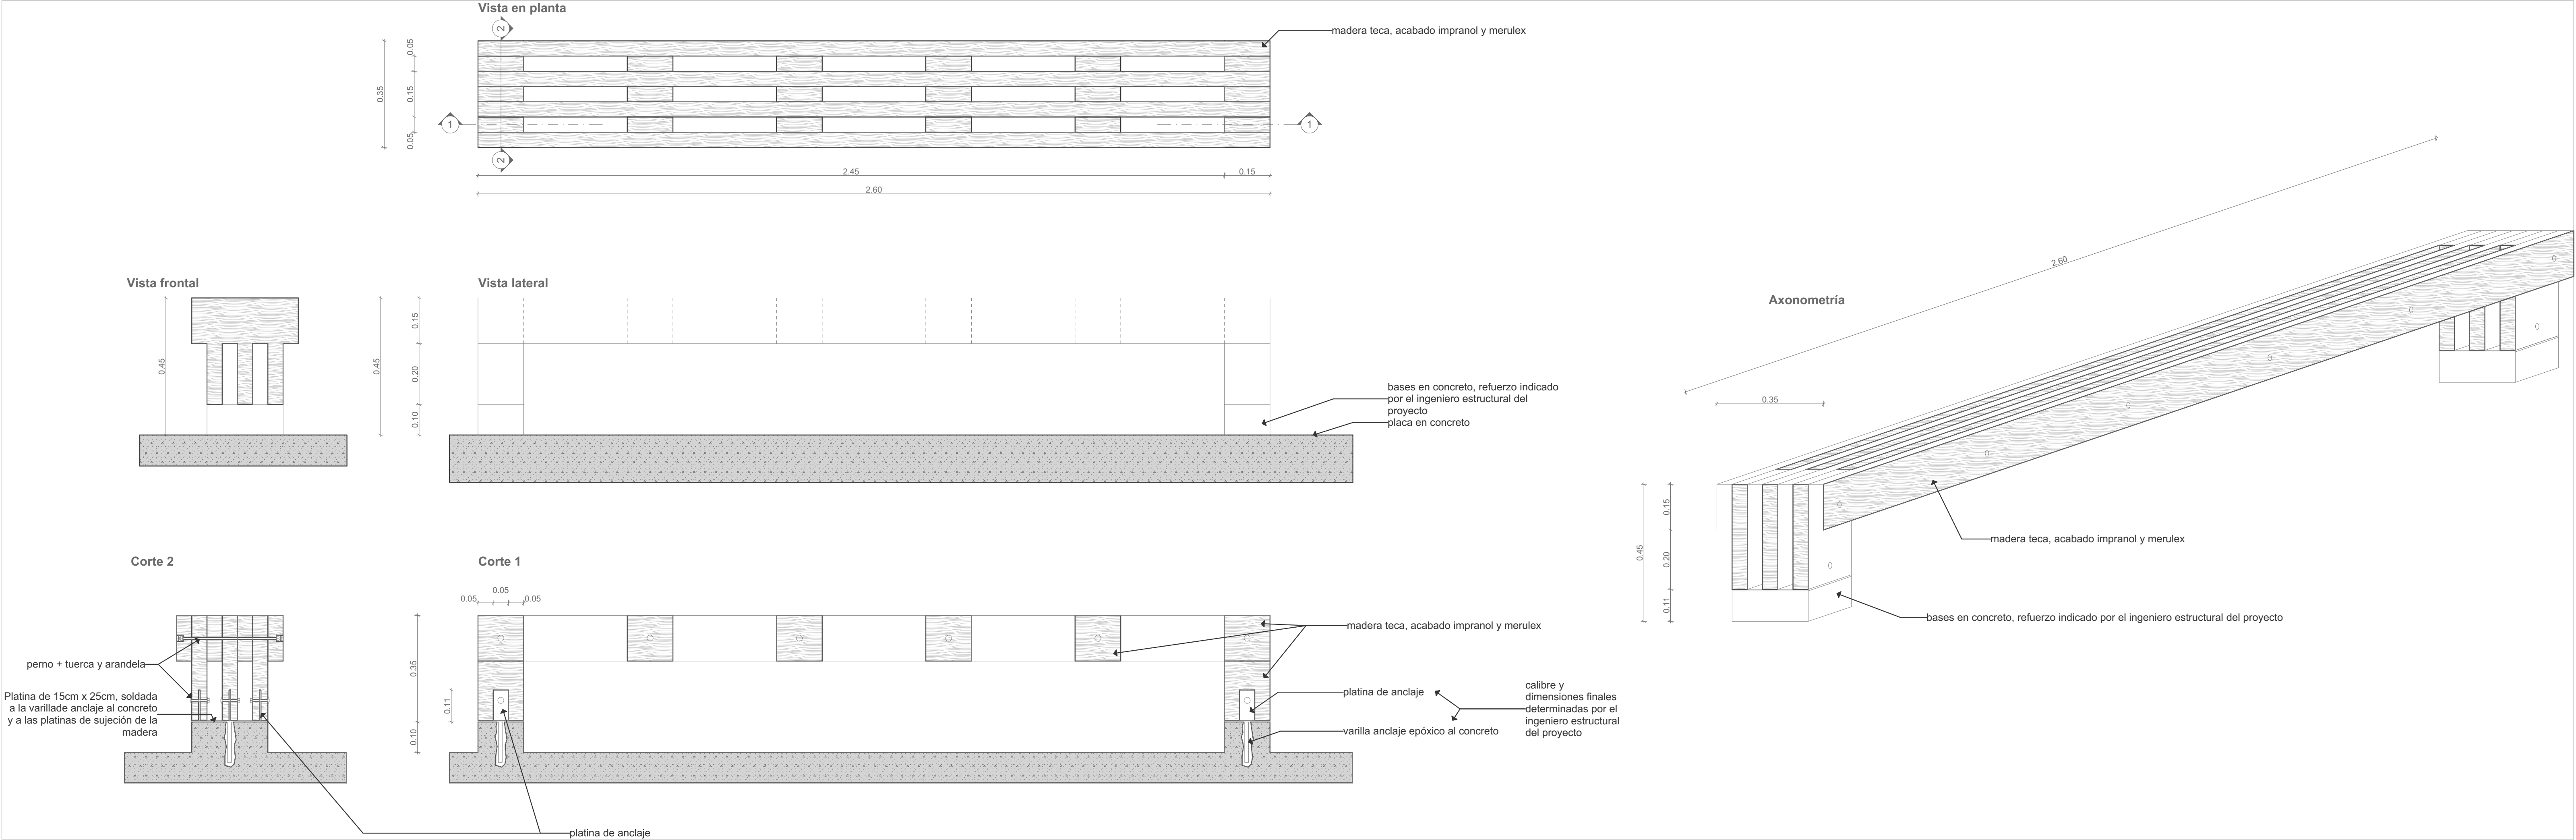 Vista en planta
2
madera teca, acabado impranol y merulex
0.05
0.35
0.15
0.05
1
1
2
2.45
0.15
2.60
Vista frontal
0.45
Vista lateral
0.45
0.15
0.20
0.10
bases en concreto, refuerzo indicado
por el ingeniero estructural del
proyecto
placa en concreto
Axonometría
2.60
0.35
0.45
0.15
0.20
0.11
madera teca, acabado impranol y merulex
bases en concreto, refuerzo indicado por el ingeniero estructural del proyecto
Corte 2
perno + tuerca y arandela
Platina de 15cm x 25cm, soldada
a la varillade anclaje al concreto
y a las platinas de sujeción de la
madera
Corte 1
0.05
0.05
0.05
0.35
0.11
0.10
madera teca, acabado impranol y merulex
platina de anclaje
varilla anclaje epóxico al concreto
calibre y
dimensiones finales
determinadas por el
ingeniero estructural
del proyecto
platina de anclaje